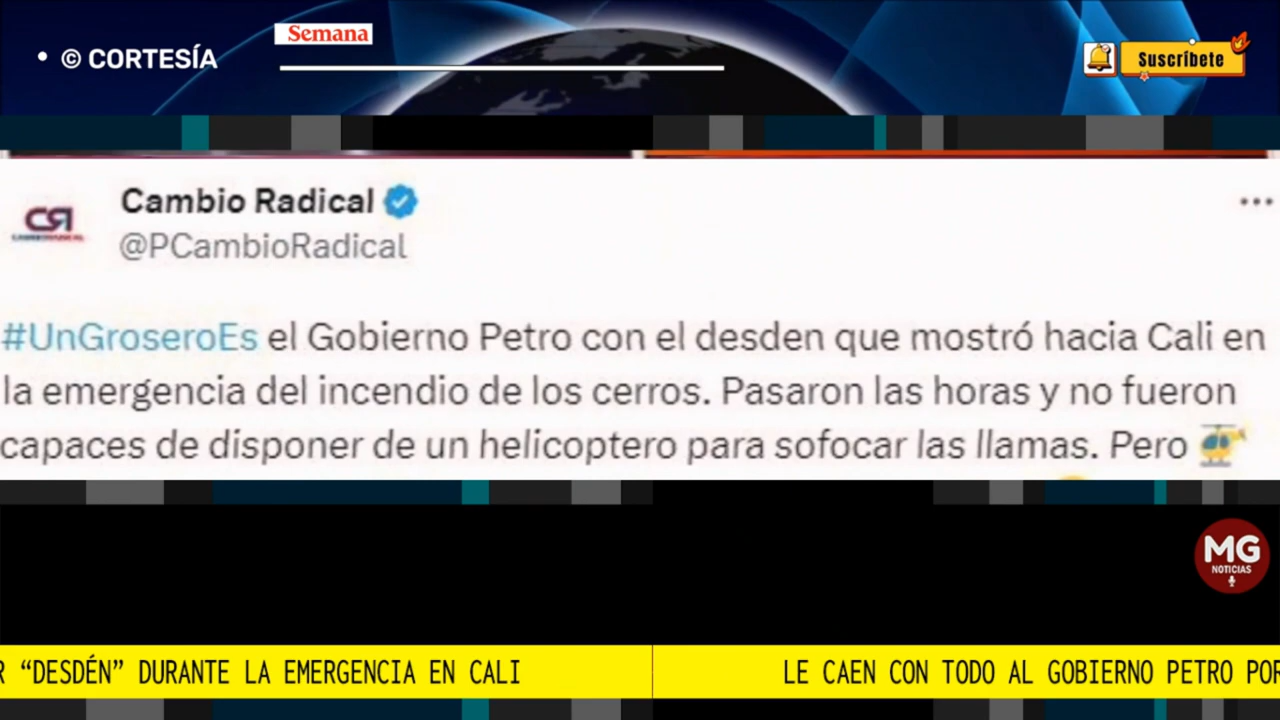 • © CORTESÍA
Semana
Suscríbete
CR
Cambio Radical
@PCambioRadical
#UnGroseroEs el Gobierno Petro con el desden que mostró hacia Cali en
la emergencia del incendio de los cerros. Pasaron las horas y no fueron
capaces de disponer de un helicoptero para sofocar las llamas. Pero
MG
NOTICIAS
R “DESDÉN” DURANTE LA EMERGENCIA EN CALI
LE CAEN CON TODO AL GOBIERNO PETRO POR